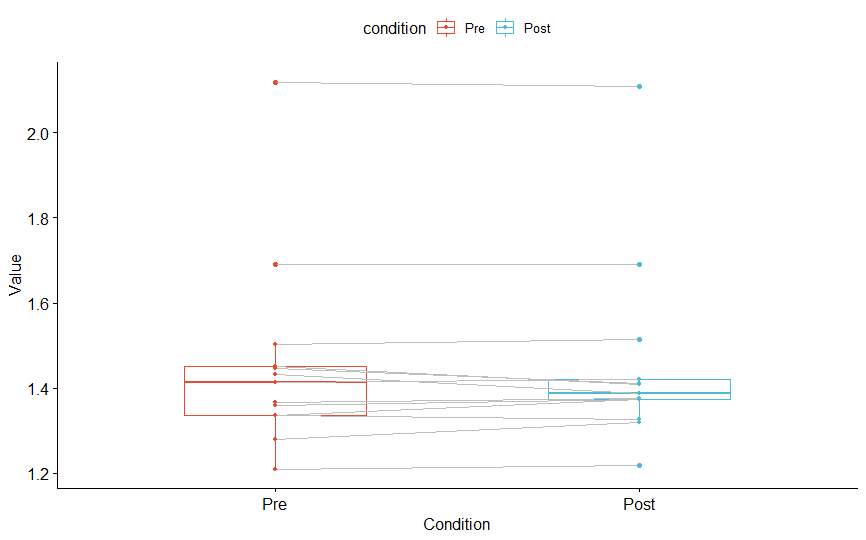 condition Pre Post
2.0
1.8
1.6
1.4
1.2
Value
Pre Post
Condition